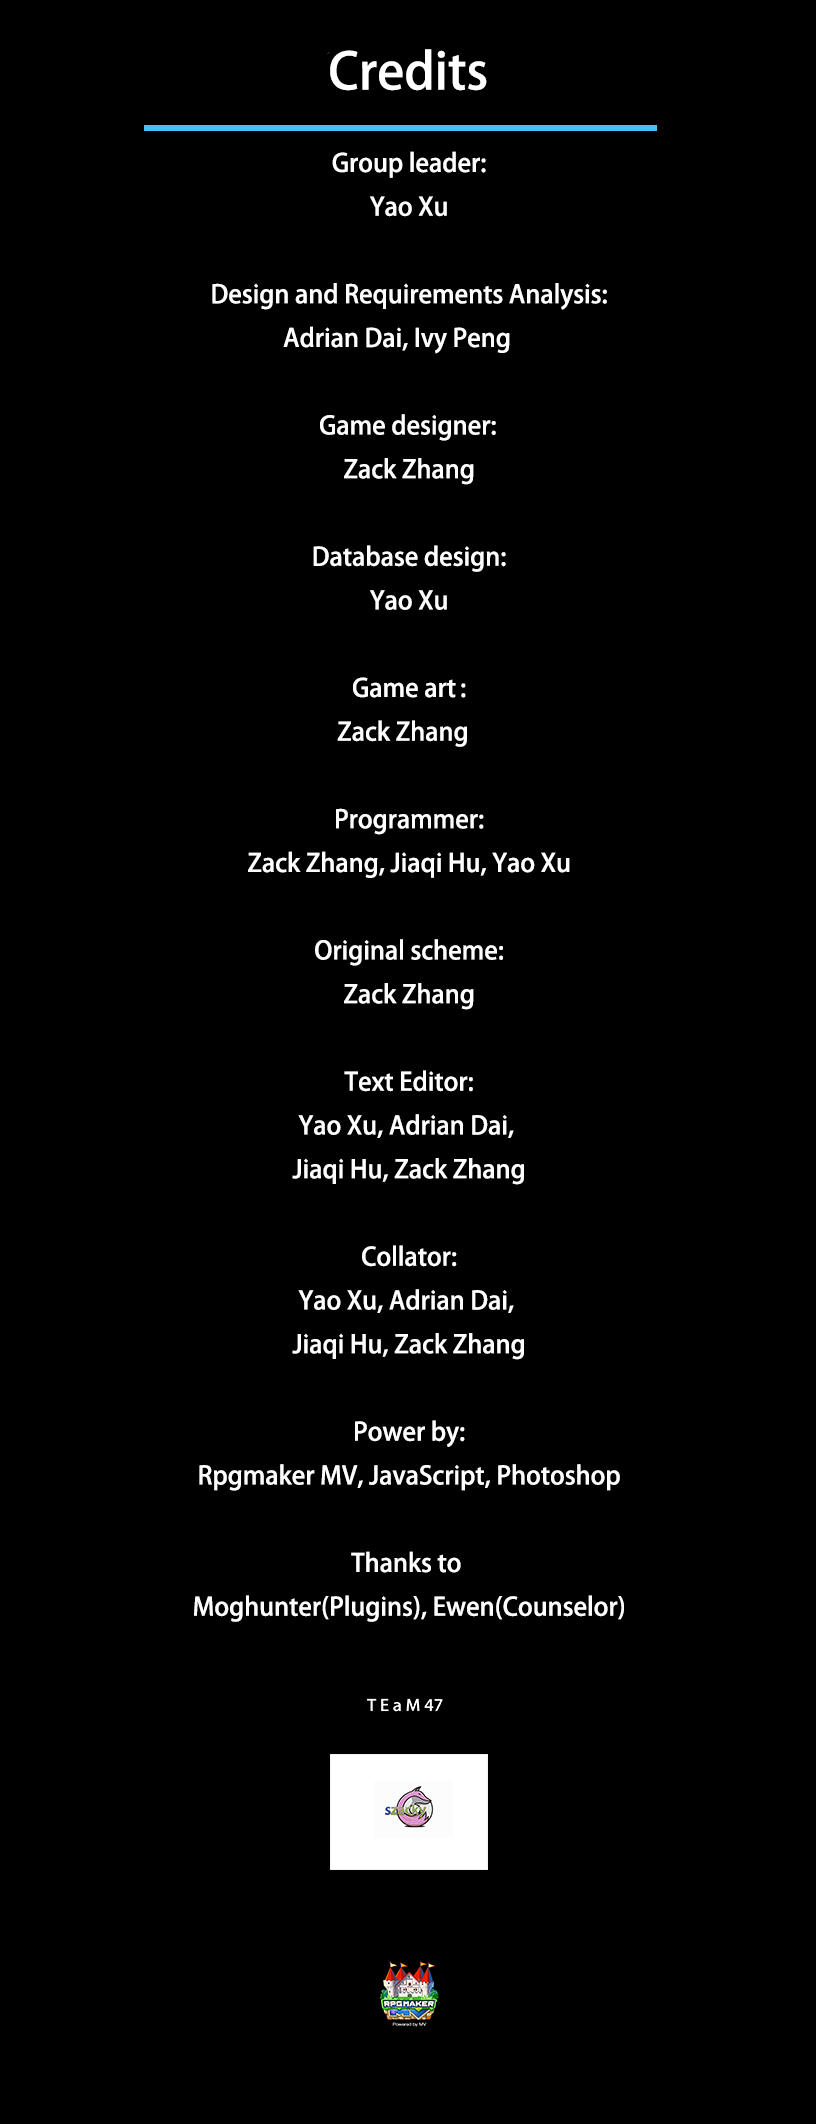 Credits
Group leader:
Yao Xu
Design and Requirements Analysis:
Adrian Dai, Ivy Peng
Game designer:
Zack Zhang
Database design:
Yao Xu
Game art :
Zack Zhang
Programmer:
Zack Zhang, Jiaqi Hu, Yao Xu
Original scheme:
Zack Zhang
Text Editor:
Yao Xu, Adrian Dai,
Jiaqi Hu, Zack Zhang
Collator:
Yao Xu, Adrian Dai,
Jiaqi Hu, Zack Zhang
Power by:
Rpgmaker MV, JavaScript, Photoshop
Thanks to
Moghunter(Plugins), Ewen(Counselor)
T E a M 47
RPG MAKER
MV
Powered by MV